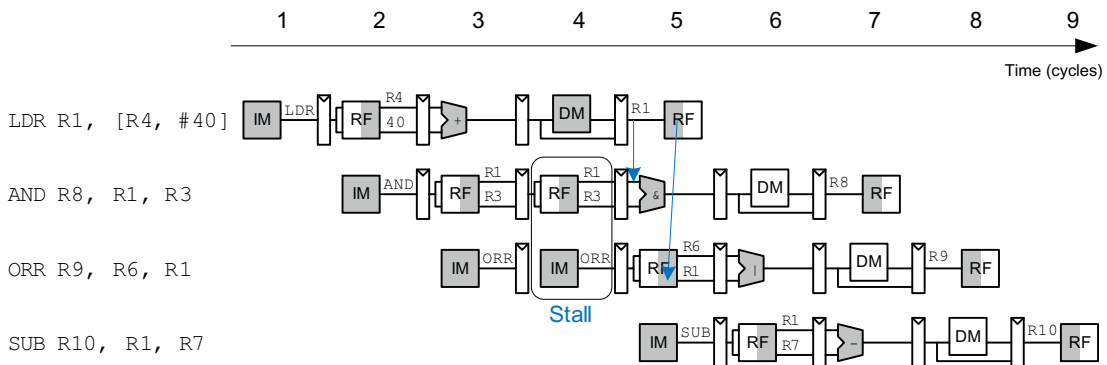 1 2 3 4 5 6 7 8 9
Time (cycles)
LDR R1, [R4, #40] IM LDR RF R4 40 + DM R1 RF
AND R8, R1, R3 IM AND RF R1 R3 RF R1 R3 & DM R8 RF
ORR R9, R6, R1 IM ORR IM ORR RF R6 R1 | DM R9 RF
Stall
SUB R10, R1, R7 IM SUB RF R1 R7 - DM R10 RF